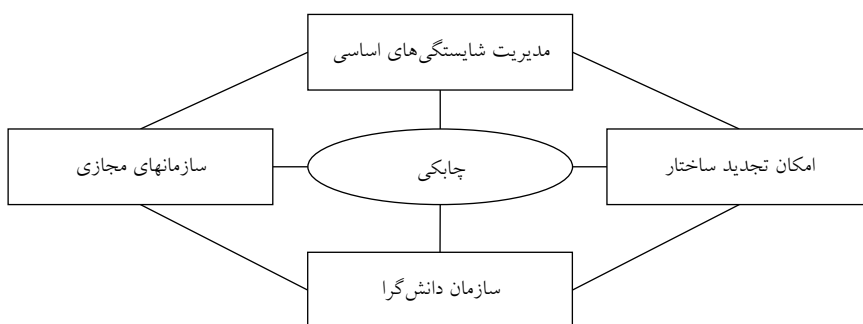 مدیریت شایستگی‌های اساسی
امکان تجدید ساختار
چابکی
سازمانهای مجازی
سازمان دانش‌گرا